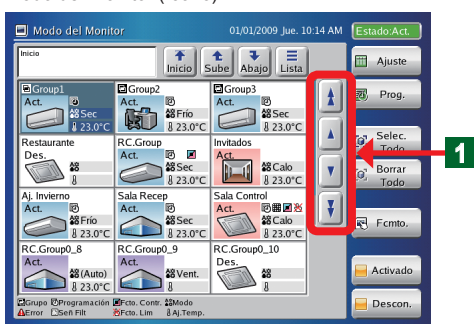 Modo del Monitor
01/01/2009 Jue. 10:14 AM
Estado:Act.
Inicio
Inicio
Sube
Abajo
Lista
Ajuste
Prog.
Selec.
Todo
Borrar
Todo
Fcmto.
Activado
Descon.
1
Group1
Act.
Sec
23.0°C
Group2
Act.
Frío
23.0°C
Group3
Act.
Sec
23.0°C
Restaurante
Des.
RC.Group
Act.
Sec
23.0°C
Invitados
Act.
Calo
23.0°C
Aj. Invierno
Act.
Frío
23.0°C
Sala Recep
Act.
Sec
23.0°C
Sala Control
Act.
Calo
23.0°C
RC.Group0_8
Act.
(Auto)
23.0°C
RC.Group0_9
Act.
Vent.
RC.Group0_10
Des.
Grupo Programación Fcto. Contr. Modo
Error Señ Filt Fcto. Lim Aj.Temp.